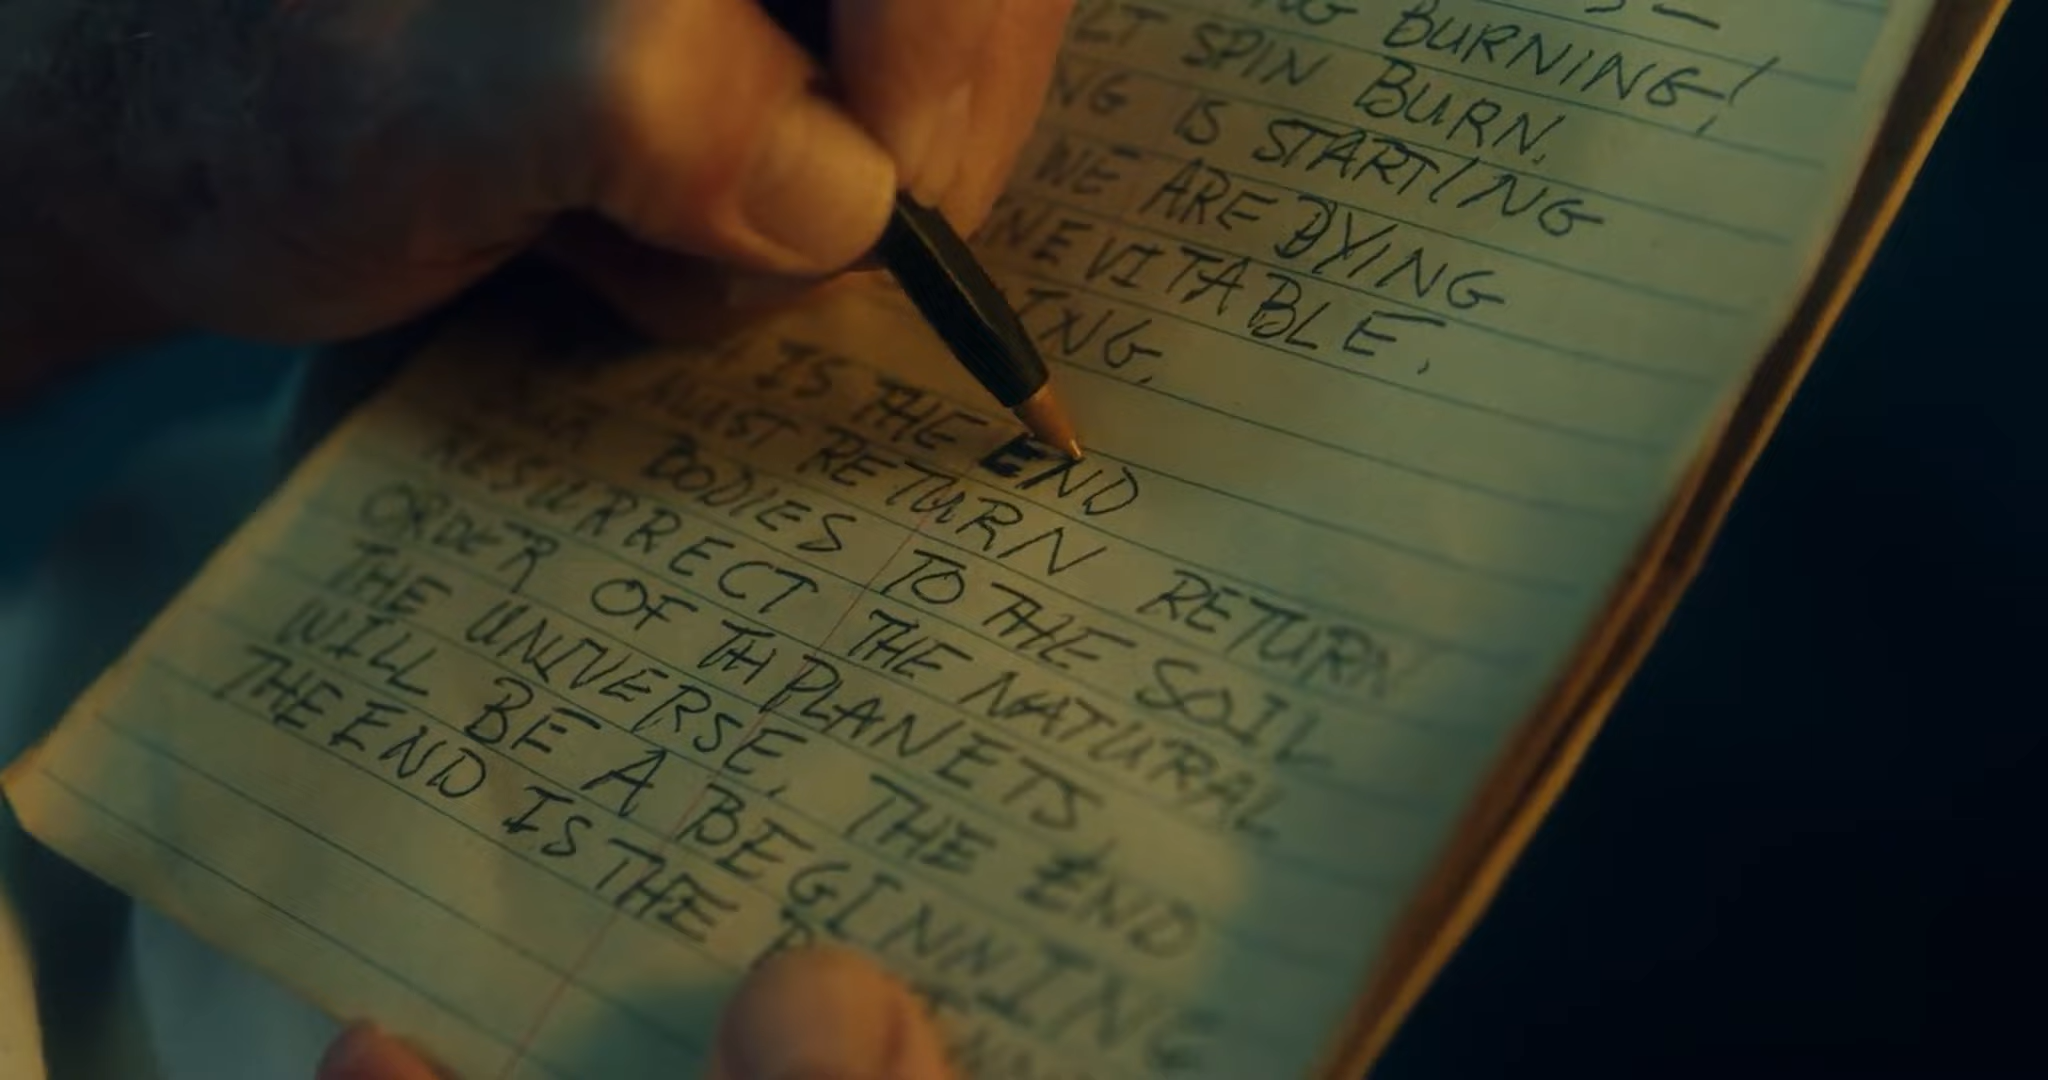 BURNING!
SPIN BURN.
IS STARTING
WE ARE DYING
INEVITABLE.
IS THE END
MUST RETURN RETURN
BODIES TO THE SOIL
RESURRECT THE NATURAL
ORDER OF TH PLANETS
THE UNIVERSE. THE END
WILL BE A BEGINNING
THE END IS THE